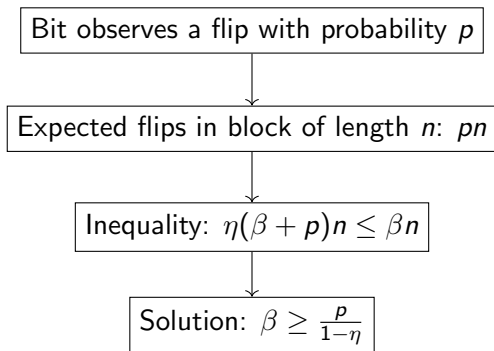 Bit observes a flip with probability p
Expected flips in block of length n: pn
Inequality: η(β + p)n ≤ βn
Solution: β ≥ p/(1−η)